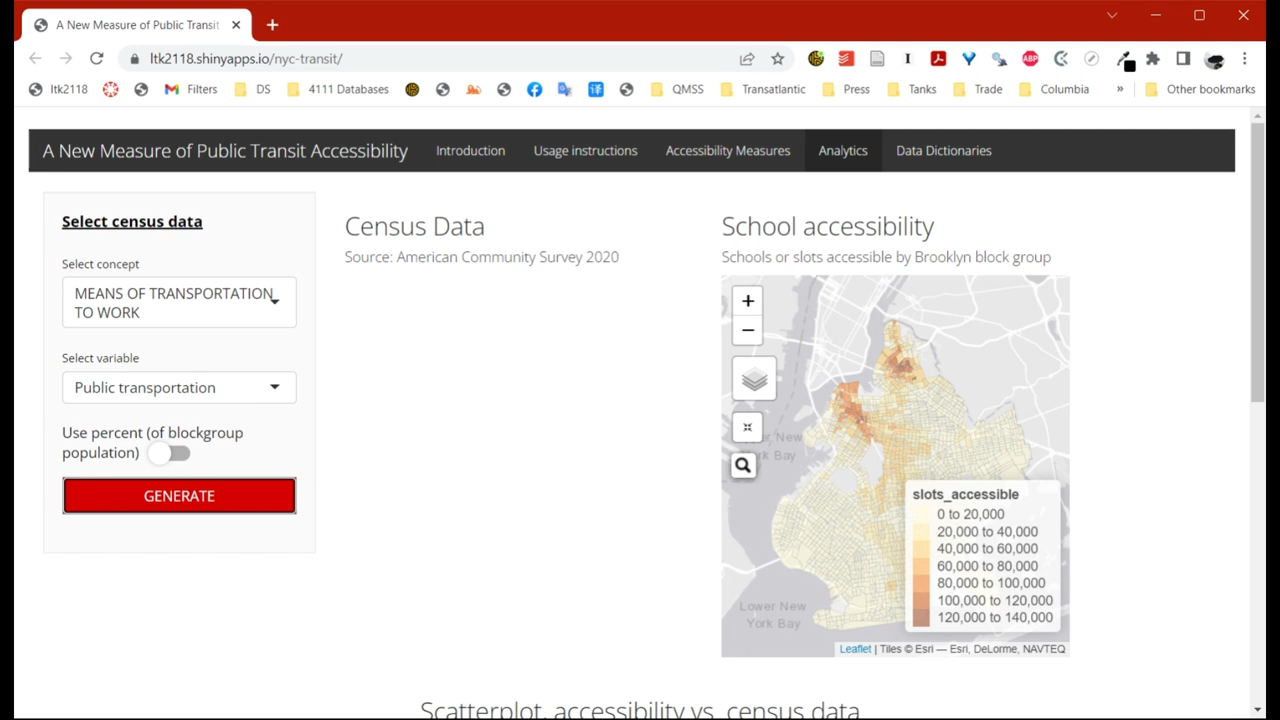 A New Measure of Public Transit
ltk2118.shinyapps.io/nyc-transit/
ltk2118 Filters DS 4111 Databases QMSS Transatlantic Press Tanks Trade Columbia » Other bookmarks
A New Measure of Public Transit Accessibility Introduction Usage instructions Accessibility Measures Analytics Data Dictionaries
Select census data
Select concept
MEANS OF TRANSPORTATION
TO WORK
Select variable
Public transportation
Use percent (of blockgroup
population)
GENERATE
Census Data
Source: American Community Survey 2020
School accessibility
Schools or slots accessible by Brooklyn block group
+
−
Lower New
York Bay
slots_accessible
0 to 20,000
20,000 to 40,000
40,000 to 60,000
60,000 to 80,000
80,000 to 100,000
100,000 to 120,000
120,000 to 140,000
Lower New
York Bay
Leaflet | Tiles © Esri — Esri, DeLorme, NAVTEQ
Scatterplot, accessibility vs. census data